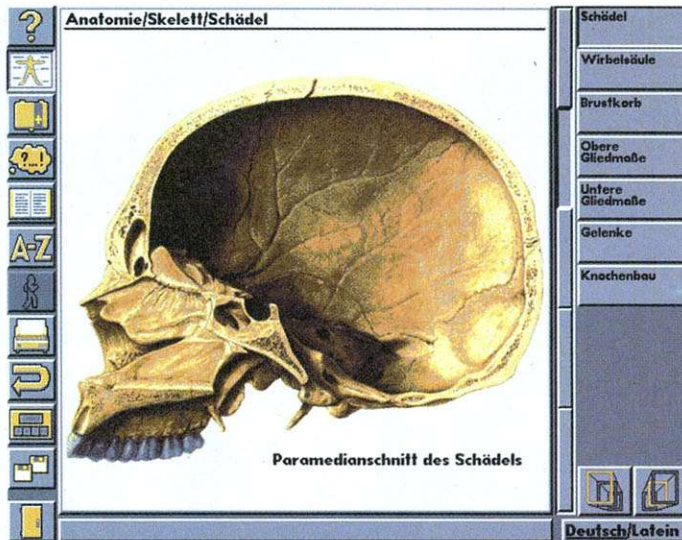 Anatomie/Skelett/Schädel
?
?...!
A-Z
Paramedianschnitt des Schädels
Schädel
Wirbelsäule
Brustkorb
Obere
Gliedmaße
Untere
Gliedmaße
Gelenke
Knochenbau
Deutsch/Latein